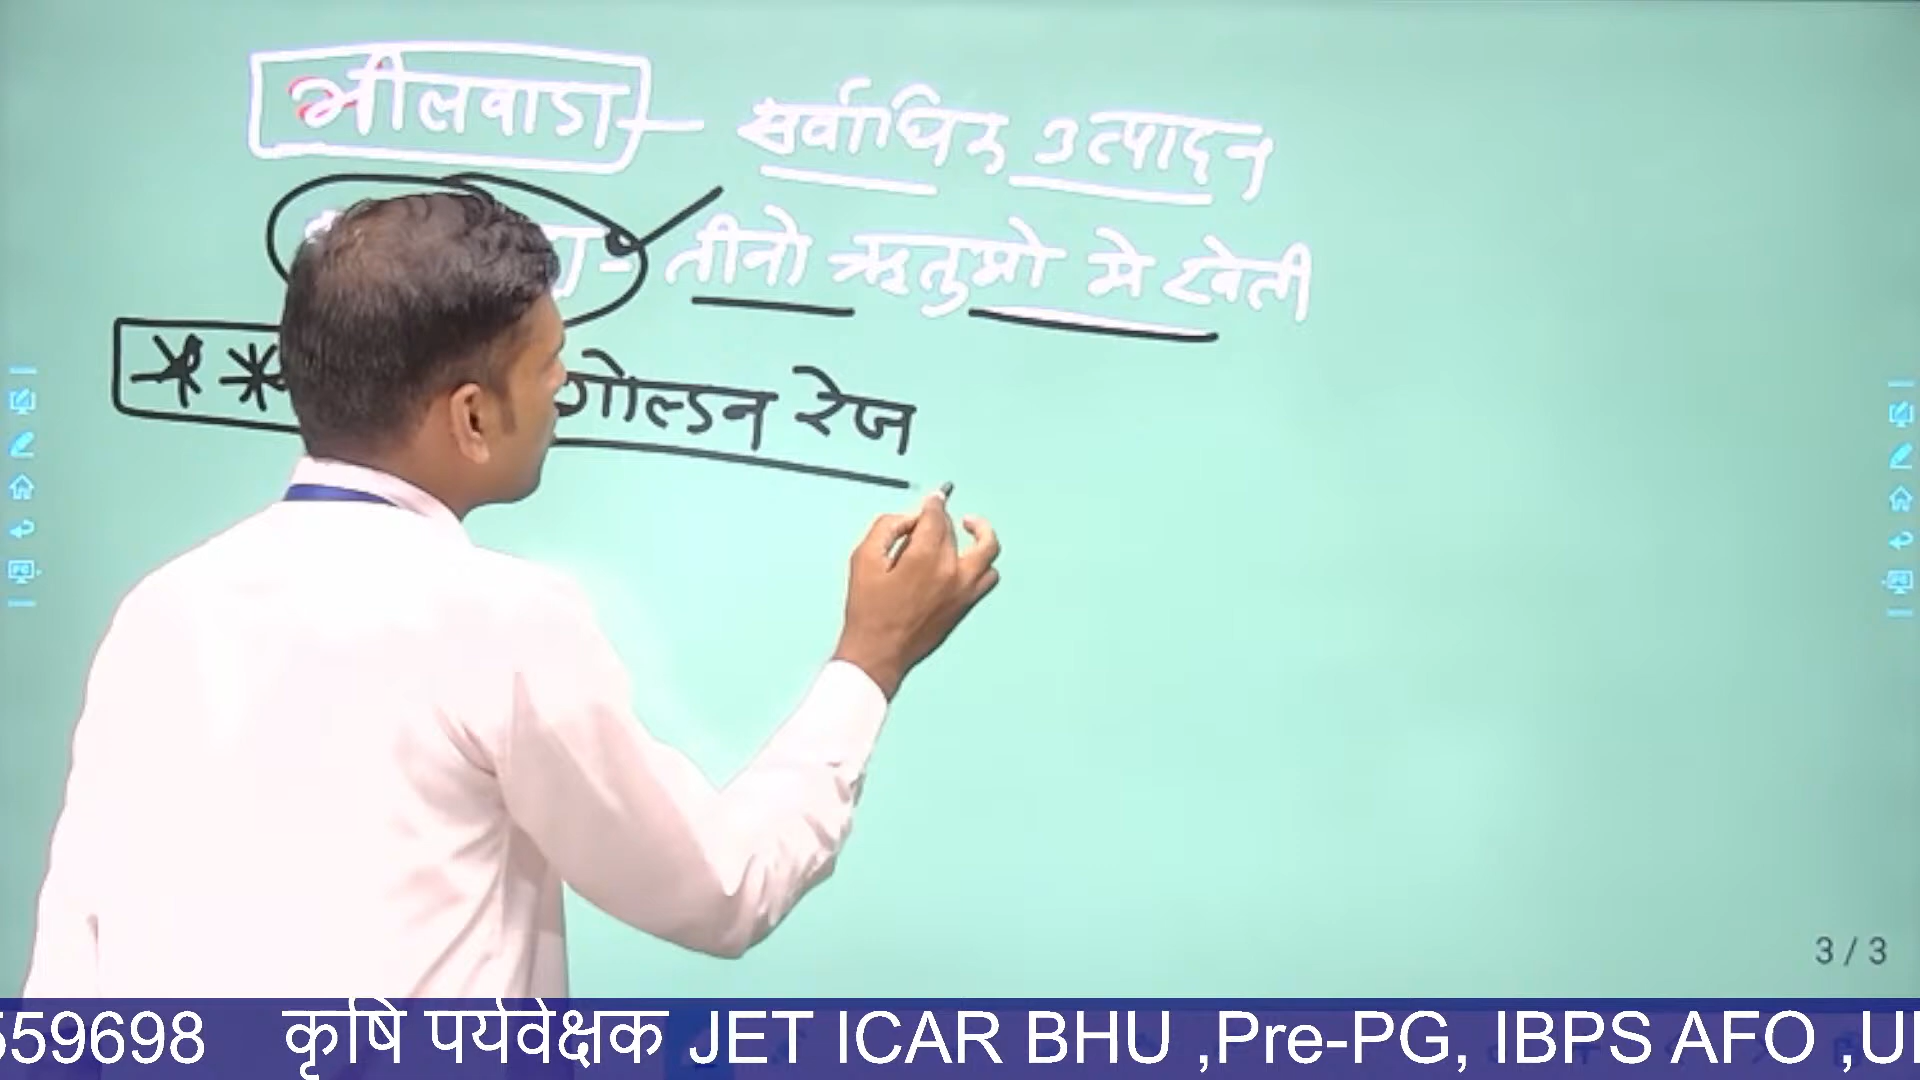 भीलवाडा - सर्वाधिक उत्पादन
- तीनो ऋतुओ मे खेती
** गोल्डन रेज
3 / 3
559698 कृषि पर्यवेक्षक JET ICAR BHU ,Pre-PG, IBPS AFO ,U